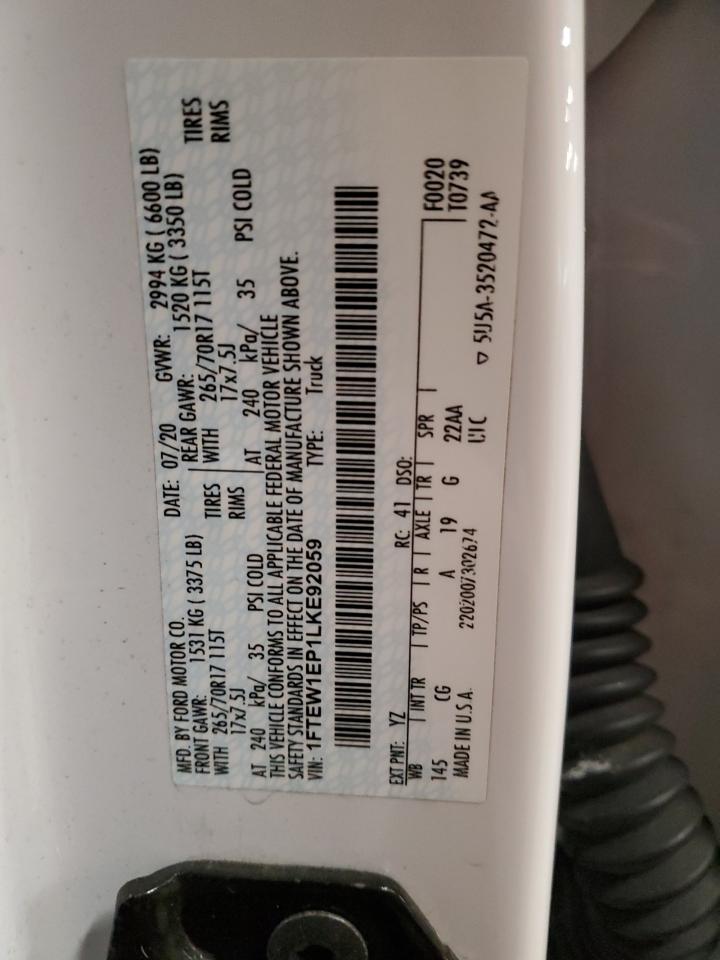 MFD. BY FORD MOTOR CO.
DATE: 07/20 GVWR: 2994 KG ( 6600 LB)
FRONT GAWR: 1531 KG ( 3375 LB) REAR GAWR: 1520 KG ( 3350 LB)
WITH 265/70R17 115T TIRES WITH 265/70R17 115T TIRES
17x7.5J RIMS 17x7.5J RIMS
AT 240 kPa/ 35 PSI COLD AT 240 kPa/ 35 PSI COLD
THIS VEHICLE CONFORMS TO ALL APPLICABLE FEDERAL MOTOR VEHICLE
SAFETY STANDARDS IN EFFECT ON THE DATE OF MANUFACTURE SHOWN ABOVE.
VIN: 1FTEW1EP1LKE92059 TYPE: Truck
EXT PNT: YZ RC: 41 DSO: F0020
WB INT TR TP/PS R AXLE TR SPR T0739
145 CG A 19 G 22AA
MADE IN U.S.A.
5U5A-3520472-AA